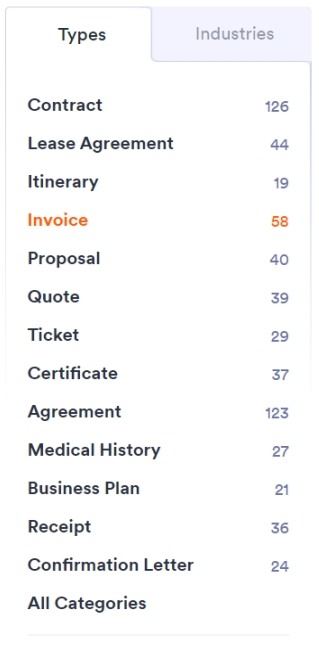 Types Industries
Contract 126
Lease Agreement 44
Itinerary 19
Invoice 58
Proposal 40
Quote 39
Ticket 29
Certificate 37
Agreement 123
Medical History 27
Business Plan 21
Receipt 36
Confirmation Letter 24
All Categories